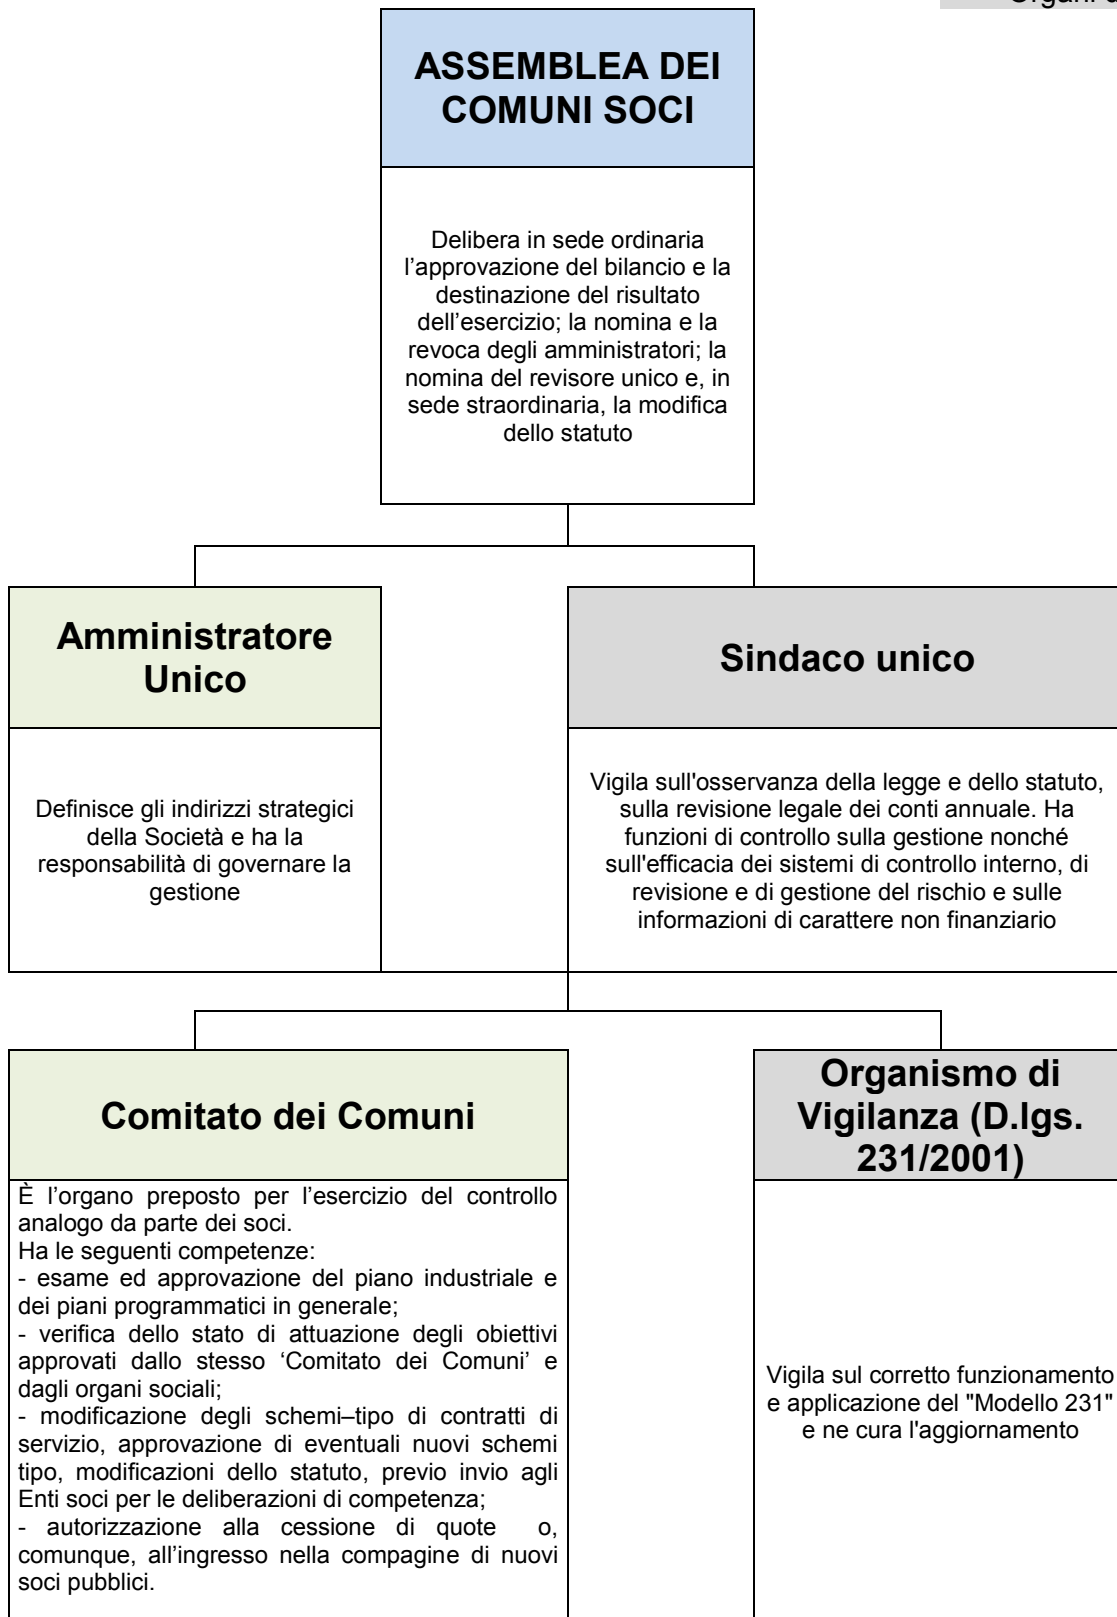 Organi d
ASSEMBLEA DEI
COMUNI SOCI
Delibera in sede ordinaria
l’approvazione del bilancio e la
destinazione del risultato
dell’esercizio; la nomina e la
revoca degli amministratori; la
nomina del revisore unico e, in
sede straordinaria, la modifica
dello statuto
Amministratore
Unico
Definisce gli indirizzi strategici
della Società e ha la
responsabilità di governare la
gestione
Sindaco unico
Vigila sull'osservanza della legge e dello statuto,
sulla revisione legale dei conti annuale. Ha
funzioni di controllo sulla gestione nonché
sull'efficacia dei sistemi di controllo interno, di
revisione e di gestione del rischio e sulle
informazioni di carattere non finanziario
Comitato dei Comuni
È l’organo preposto per l’esercizio del controllo
analogo da parte dei soci.
Ha le seguenti competenze:
- esame ed approvazione del piano industriale e
dei piani programmatici in generale;
- verifica dello stato di attuazione degli obiettivi
approvati dallo stesso ‘Comitato dei Comuni’ e
dagli organi sociali;
- modificazione degli schemi–tipo di contratti di
servizio, approvazione di eventuali nuovi schemi
tipo, modificazioni dello statuto, previo invio agli
Enti soci per le deliberazioni di competenza;
- autorizzazione alla cessione di quote o,
comunque, all’ingresso nella compagine di nuovi
soci pubblici.
Organismo di
Vigilanza (D.lgs.
231/2001)
Vigila sul corretto funzionamento
e applicazione del "Modello 231"
e ne cura l'aggiornamento